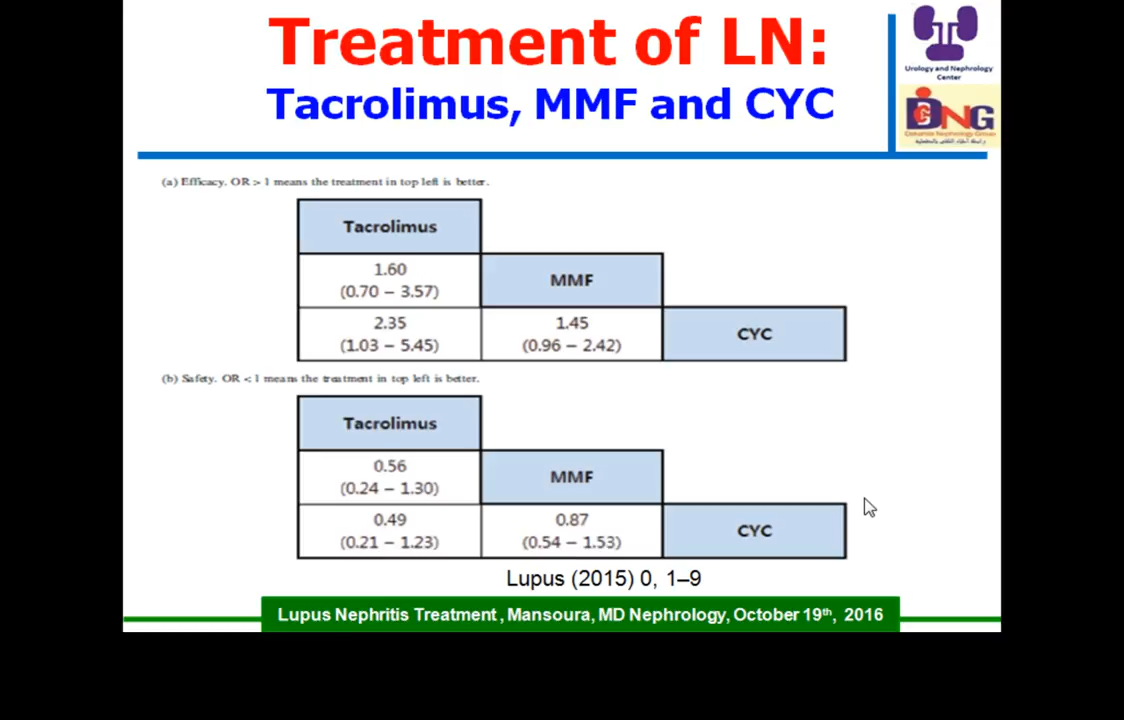 Treatment of LN:
Tacrolimus, MMF and CYC
Urology and Nephrology
Center
DNG
(a) Efficacy. OR > 1 means the treatment in top left is better.
Tacrolimus
1.60
(0.70 – 3.57)
MMF
2.35
(1.03 – 5.45)
1.45
(0.96 – 2.42)
CYC
(b) Safety. OR < 1 means the treatment in top left is better.
Tacrolimus
0.56
(0.24 – 1.30)
MMF
0.49
(0.21 – 1.23)
0.87
(0.54 – 1.53)
CYC
Lupus (2015) 0, 1–9
Lupus Nephritis Treatment, Mansoura, MD Nephrology, October 19th, 2016